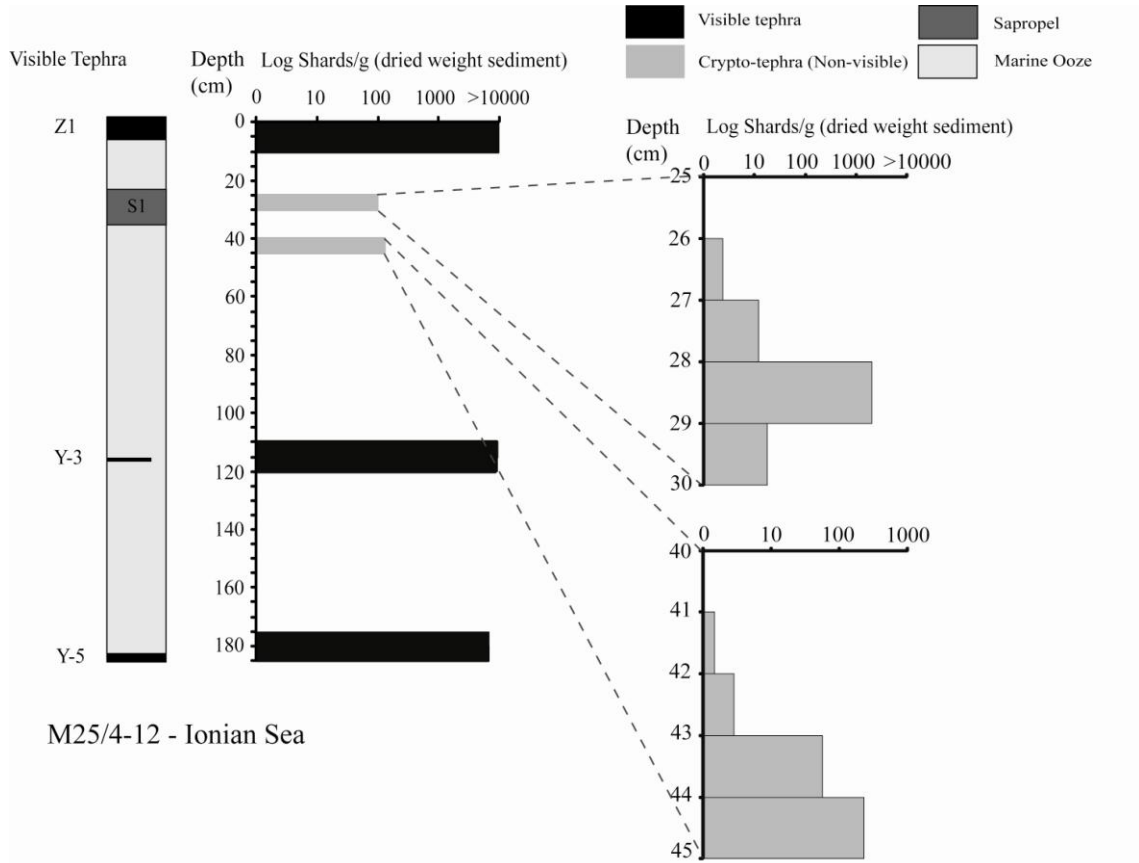 Visible tephra
Sapropel
Crypto-tephra (Non-visible)
Marine Ooze
Visible Tephra
Depth
(cm)
Log Shards/g (dried weight sediment)
0 10 100 1000 >10000
0
20
40
60
80
100
120
140
160
180
Z1
S1
Y-3
Y-5
Depth
(cm)
Log Shards/g (dried weight sediment)
0 10 100 1000 >10000
25
26
27
28
29
30
0 10 100 1000
40
41
42
43
44
45
M25/4-12 - Ionian Sea